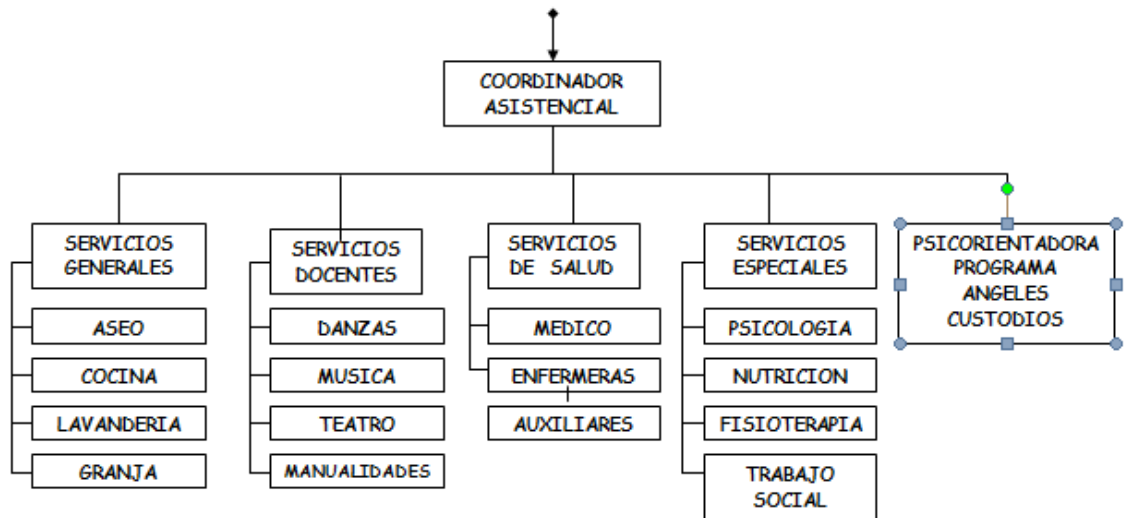 COORDINADOR
ASISTENCIAL
SERVICIOS
GENERALES
ASEO
COCINA
LAVANDERIA
GRANJA
SERVICIOS
DOCENTES
DANZAS
MUSICA
TEATRO
MANUALIDADES
SERVICIOS
DE SALUD
MEDICO
ENFERMERAS
AUXILIARES
SERVICIOS
ESPECIALES
PSICOLOGIA
NUTRICION
FISIOTERAPIA
TRABAJO
SOCIAL
PSICORIENTADORA
PROGRAMA
ANGELES
CUSTODIOS